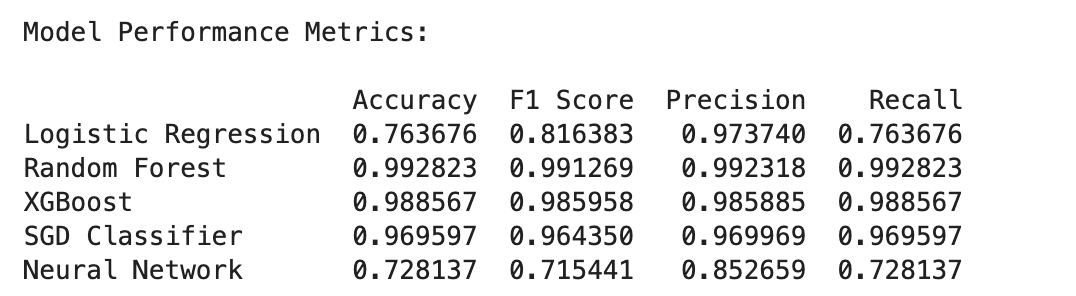 Model Performance Metrics:
Accuracy F1 Score Precision Recall
Logistic Regression 0.763676 0.816383 0.973740 0.763676
Random Forest 0.992823 0.991269 0.992318 0.992823
XGBoost 0.988567 0.985958 0.985885 0.988567
SGD Classifier 0.969597 0.964350 0.969969 0.969597
Neural Network 0.728137 0.715441 0.852659 0.728137